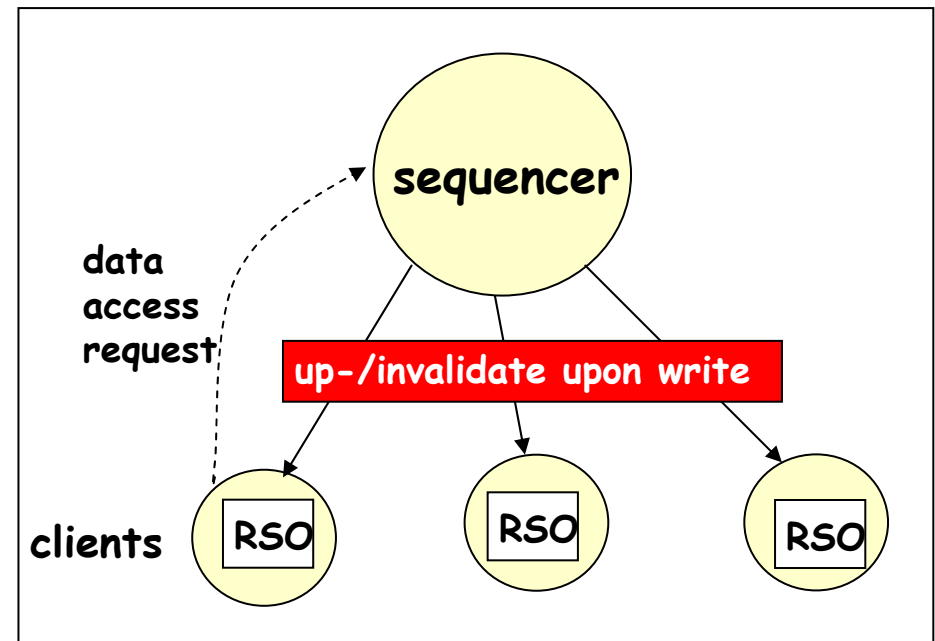 sequencer
data
access
request
up-/invalidate upon write
clients
RSO
RSO
RSO